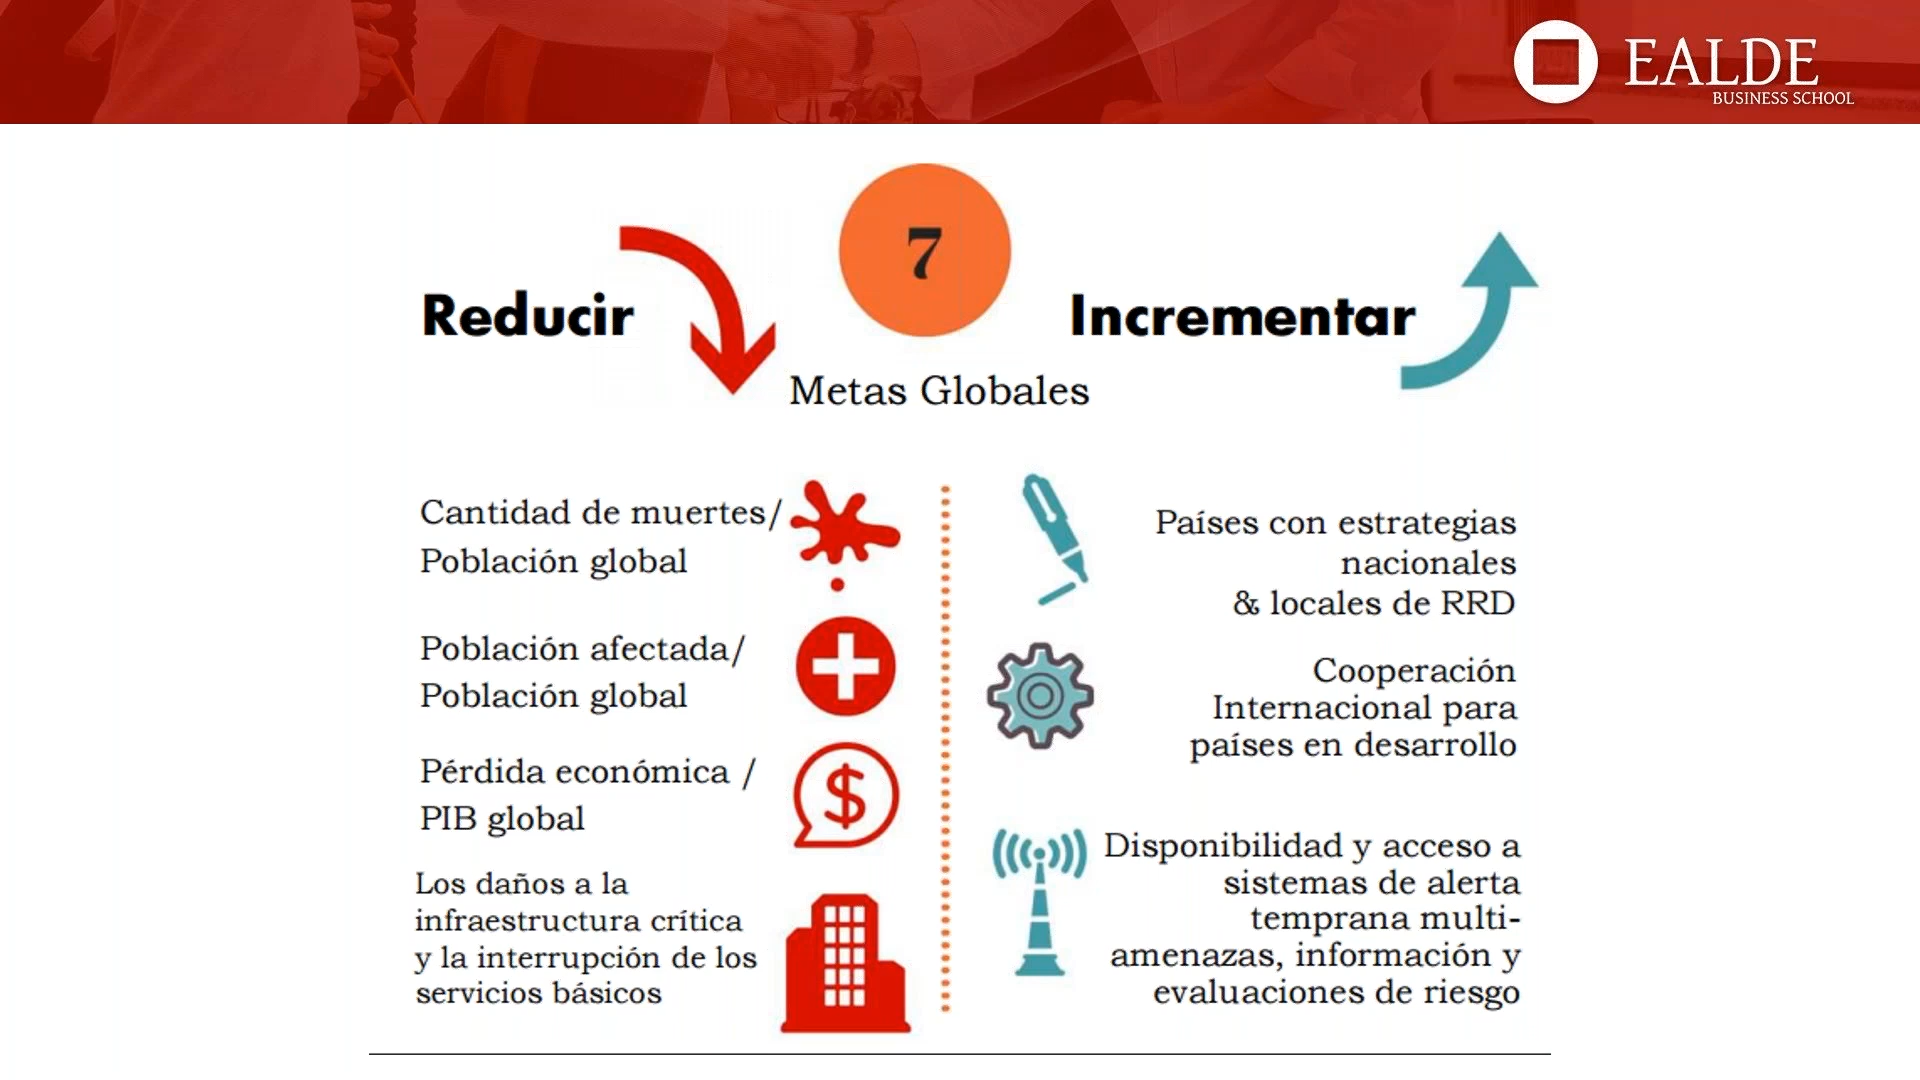 EALDE
BUSINESS SCHOOL
7
Reducir
Incrementar
Metas Globales
Cantidad de muertes/
Población global
Población afectada/
Población global
Pérdida económica /
PIB global
Los daños a la
infraestructura crítica
y la interrupción de los
servicios básicos
Países con estrategias
nacionales
& locales de RRD
Cooperación
Internacional para
países en desarrollo
Disponibilidad y acceso a
sistemas de alerta
temprana multi-
amenazas, información y
evaluaciones de riesgo